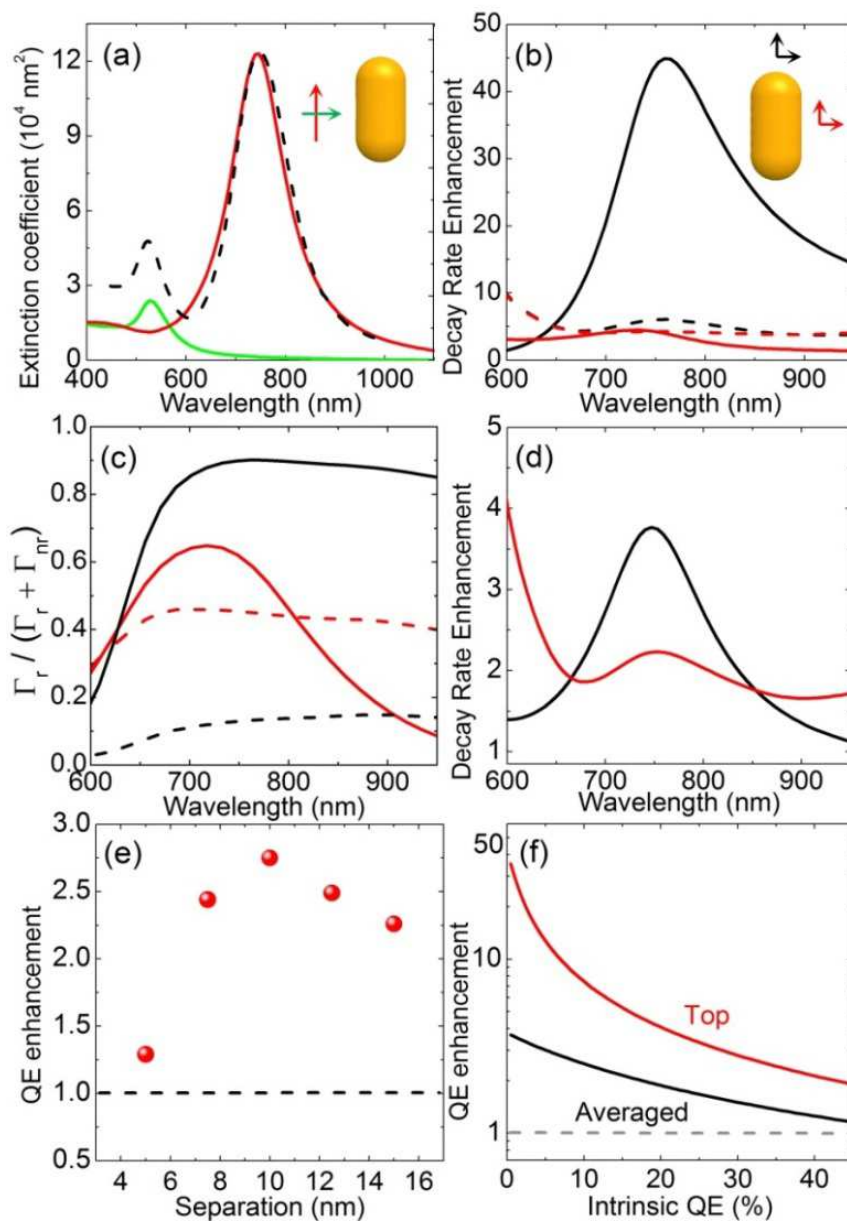 (a)
Extinction coefficient (10⁴ nm²)
12
9
6
3
0
400 600 800 1000
Wavelength (nm)
(b)
Decay Rate Enhancement
50
45
40
35
30
25
20
15
10
5
0
600 700 800 900
Wavelength (nm)
(c)
Γr / (Γr + Γnr)
1.0
0.8
0.6
0.4
0.2
0.0
600 700 800 900
Wavelength (nm)
(d)
Decay Rate Enhancement
5
4
3
2
1
600 700 800 900
Wavelength (nm)
(e)
QE enhancement
3.0
2.5
2.0
1.5
1.0
0.5
4 6 8 10 12 14 16
Separation (nm)
(f)
QE enhancement
50
10
1
Top
Averaged
0 10 20 30 40
Intrinsic QE (%)